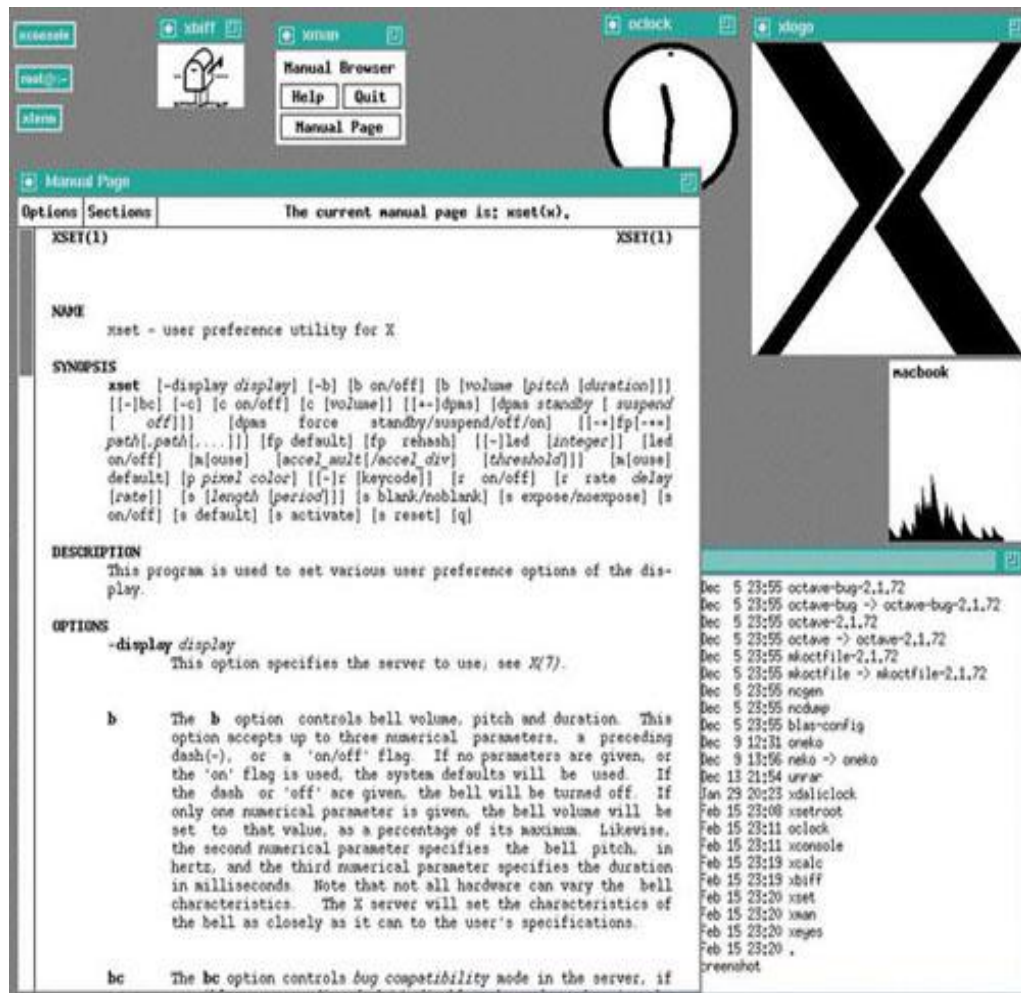 xconsole
xbiff
xman
oclock
xlogo
Manual Browser
root@:~
Help
Quit
xterm
Manual Page
Manual Page
Options
Sections
The current manual page is: xset(x).
XSET(1)
XSET(1)
NAME
xset - user preference utility for X
SYNOPSIS
xset [-display display] [-b] [b on/off] [b [volume [pitch [duration]]]
[[-]bc] [-c] [c on/off] [c [volume]] [[+-]dpms] [dpms standby [ suspend
[ off]]] [dpms force standby/suspend/off/on] [[-+]fp[-+=]
path[,path[,...]]] [fp default] [fp rehash] [[-]led [integer]] [led
on/off] [m[ouse] [accel_mult[/accel_div] [threshold]]] [m[ouse]
default] [p pixel color] [[-]r [keycode]] [r on/off] [r rate delay
[rate]] [s [length [period]]] [s blank/noblank] [s expose/noexpose] [s
on/off] [s default] [s activate] [s reset] [q]
DESCRIPTION
This program is used to set various user preference options of the dis-
play.
OPTIONS
-display display
This option specifies the server to use; see X(7).
b The b option controls bell volume, pitch and duration. This
option accepts up to three numerical parameters, a preceding
dash(-), or a 'on/off' flag. If no parameters are given, or
the 'on' flag is used, the system defaults will be used. If
the dash or 'off' are given, the bell will be turned off. If
only one numerical parameter is given, the bell volume will be
set to that value, as a percentage of its maximum. Likewise,
the second numerical parameter specifies the bell pitch, in
hertz, and the third numerical parameter specifies the duration
in milliseconds. Note that not all hardware can vary the bell
characteristics. The X server will set the characteristics of
the bell as closely as it can to the user's specifications.
bc The bc option controls bug compatibility mode in the server, if
macbook
Dec 5 23:55 octave-bug-2.1.72
Dec 5 23:55 octave-bug -> octave-bug-2.1.72
Dec 5 23:55 octave-2.1.72
Dec 5 23:55 octave -> octave-2.1.72
Dec 5 23:55 mkoctfile-2.1.72
Dec 5 23:55 mkoctfile -> mkoctfile-2.1.72
Dec 5 23:55 ncgen
Dec 5 23:55 ncdump
Dec 5 23:55 blas-config
Dec 9 12:31 oneko
Dec 9 13:56 neko -> oneko
Dec 13 21:54 unrar
Jan 29 20:23 xdaliclock
Feb 15 23:08 xsetroot
Feb 15 23:11 oclock
Feb 15 23:11 xconsole
Feb 15 23:19 xcalc
Feb 15 23:19 xbiff
Feb 15 23:20 xset
Feb 15 23:20 xman
Feb 15 23:20 xeyes
Feb 15 23:20 .
creenshot